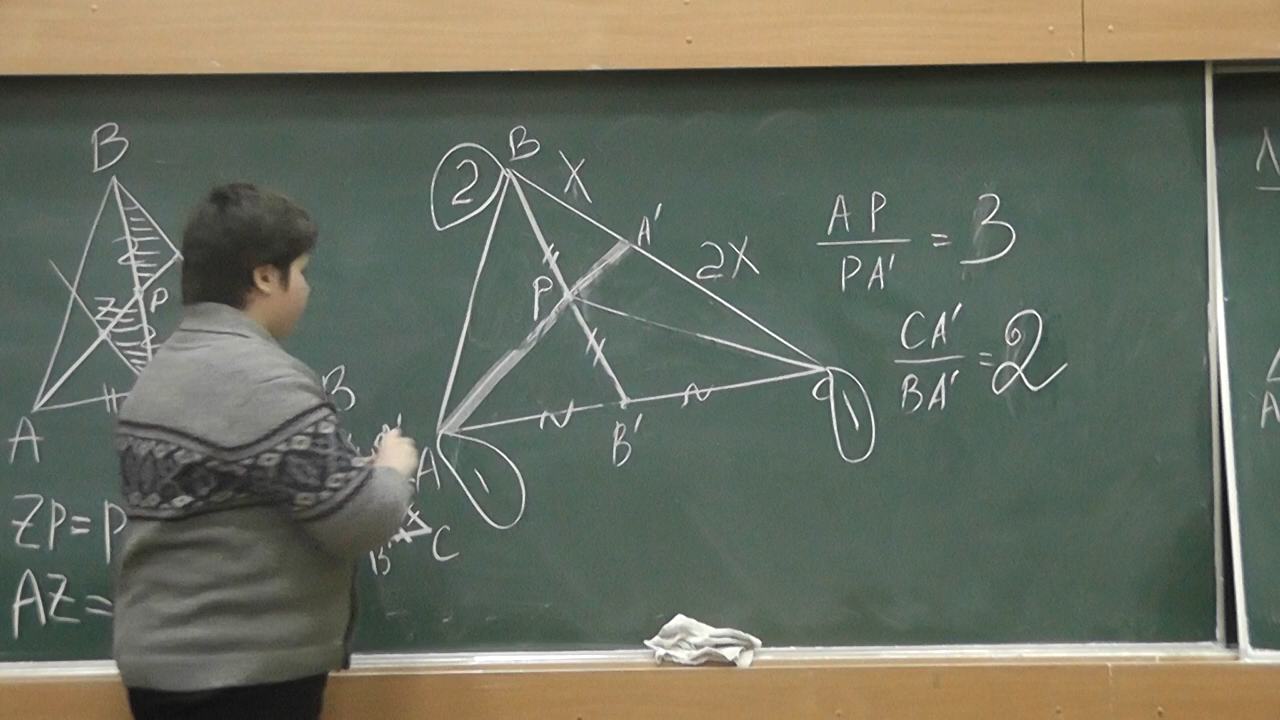 B
Z
P
A
ZP = P
AZ =
B
C
B
2
X
A'
2X
P
B'
A
1
1
AP / PA' = 3
CA' / BA' = 2